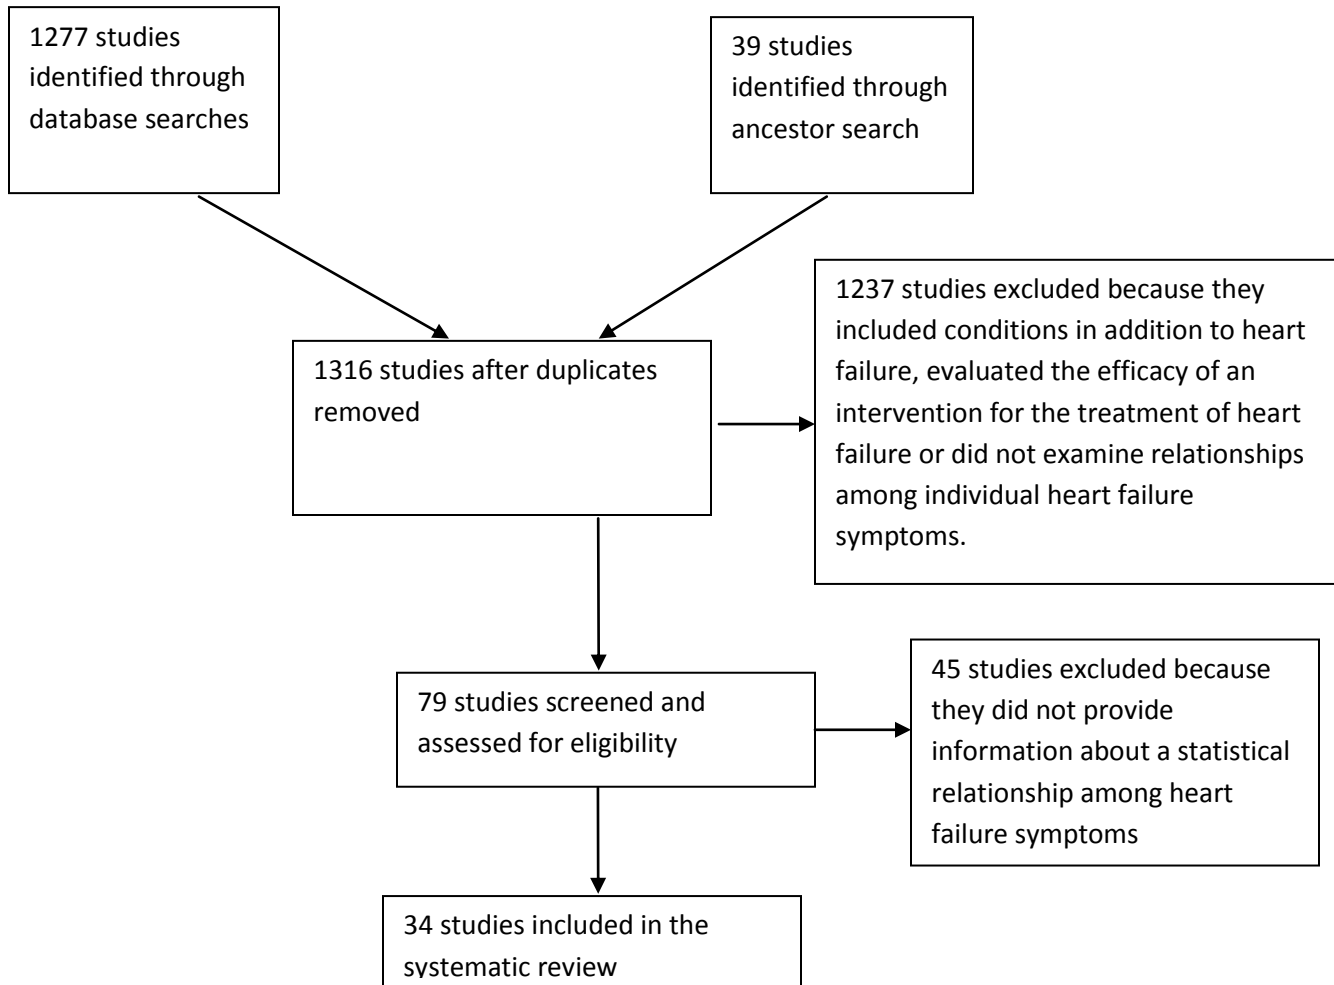 1277 studies
identified through
database searches
39 studies
identified through
ancestor search
1316 studies after duplicates
removed
1237 studies excluded because they
included conditions in addition to heart
failure, evaluated the efficacy of an
intervention for the treatment of heart
failure or did not examine relationships
among individual heart failure
symptoms.
79 studies screened and
assessed for eligibility
45 studies excluded because
they did not provide
information about a statistical
relationship among heart
failure symptoms
34 studies included in the
systematic review